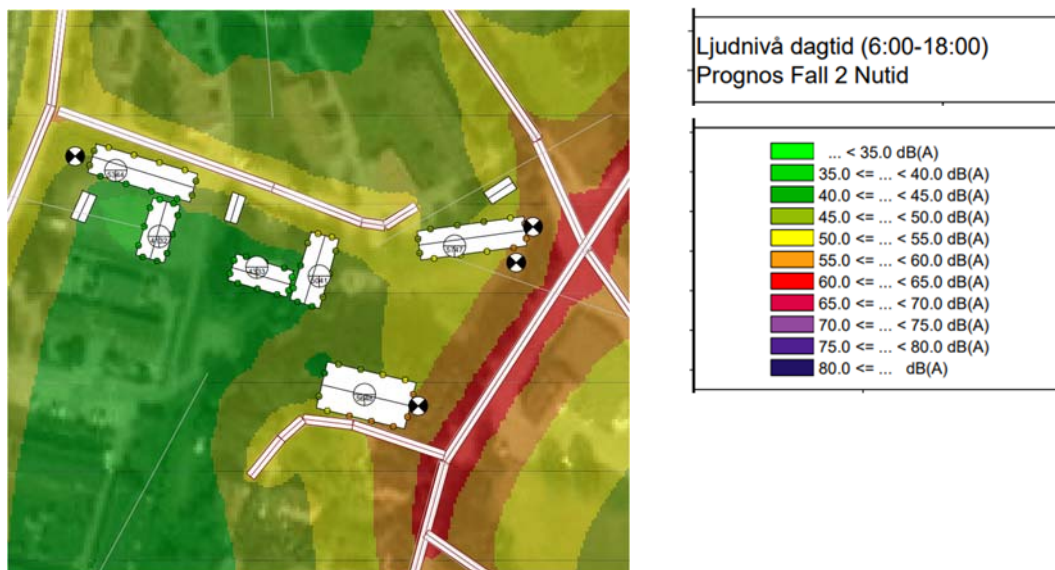 Ljudnivå dagtid (6:00-18:00)
Prognos Fall 2 Nutid
... < 35.0 dB(A)
35.0 <= ... < 40.0 dB(A)
40.0 <= ... < 45.0 dB(A)
45.0 <= ... < 50.0 dB(A)
50.0 <= ... < 55.0 dB(A)
55.0 <= ... < 60.0 dB(A)
60.0 <= ... < 65.0 dB(A)
65.0 <= ... < 70.0 dB(A)
70.0 <= ... < 75.0 dB(A)
75.0 <= ... < 80.0 dB(A)
80.0 <= ... dB(A)